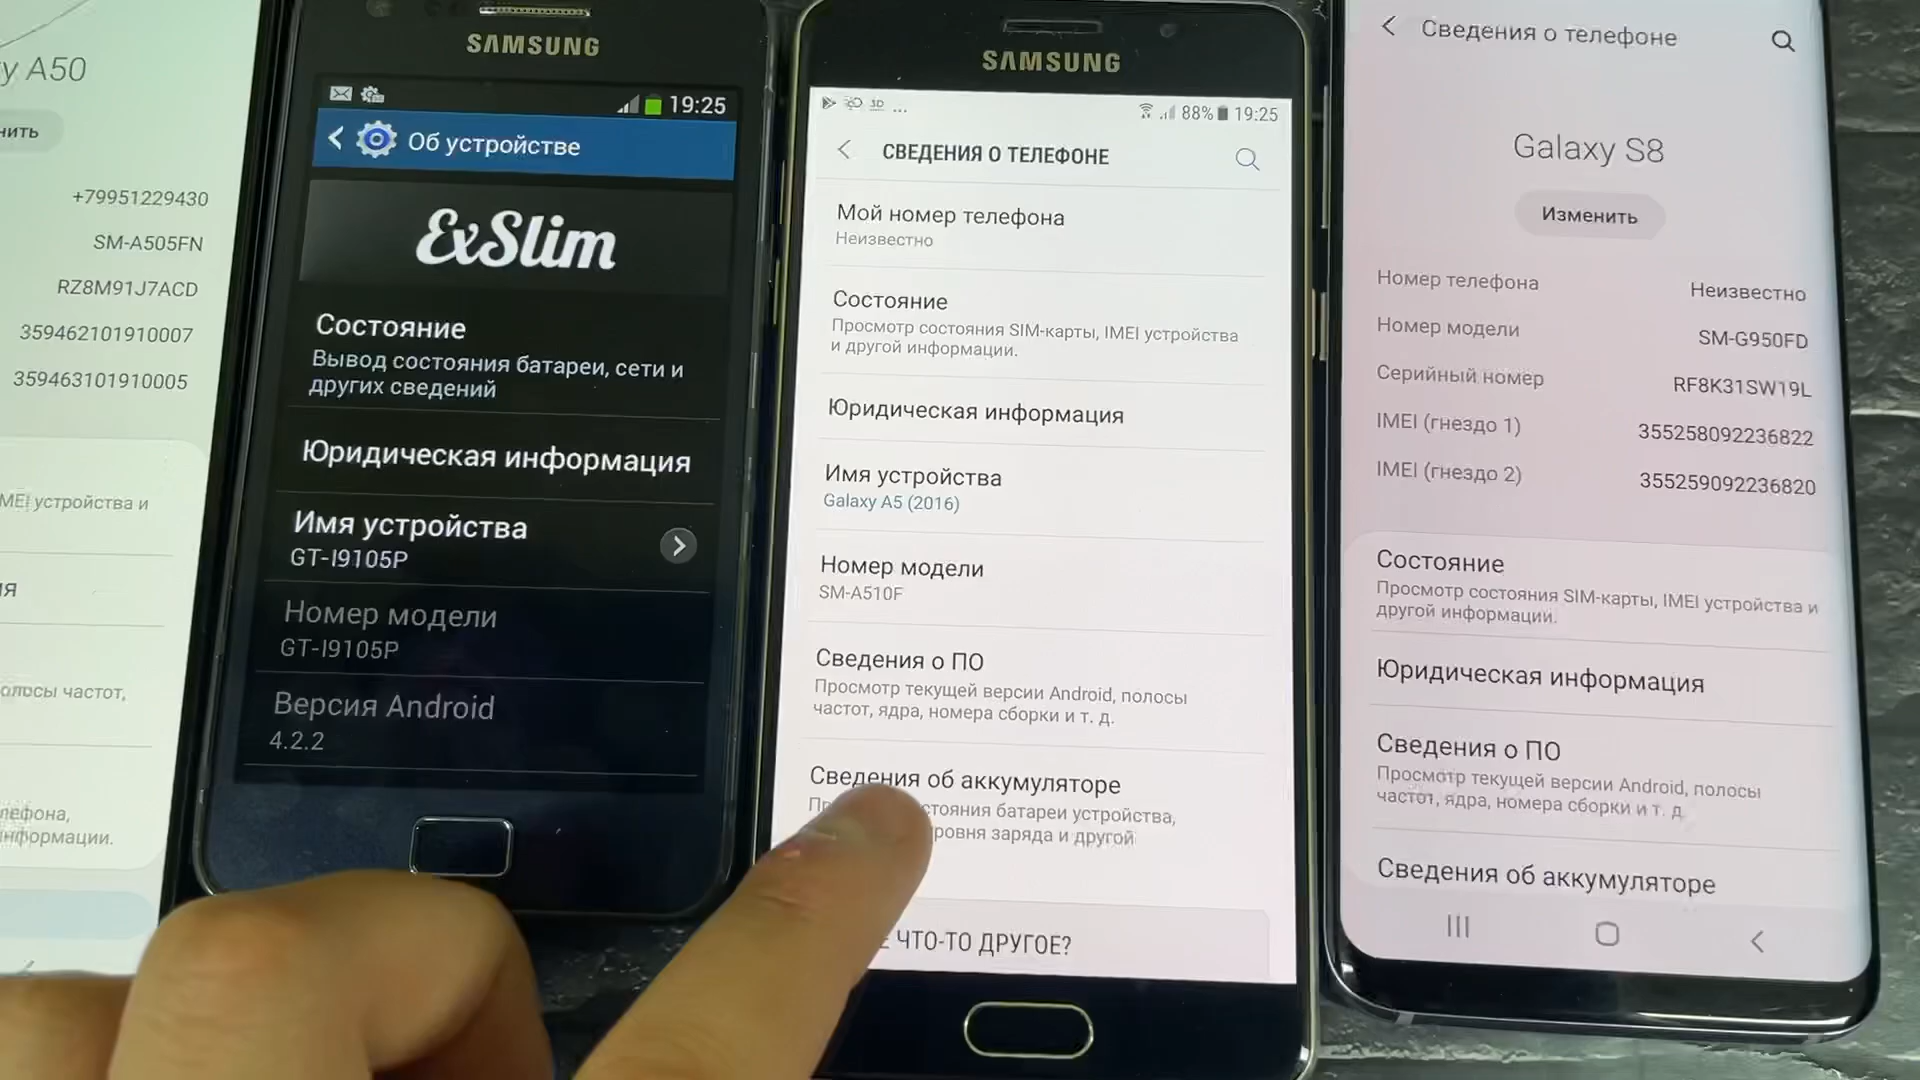 y A50
нить
+79951229430
SM-A505FN
RZ8M91J7ACD
359462101910007
359463101910005
MEI устройства и
ия
олосы частот,
лефона,
нформации.
SAMSUNG
19:25
Об устройстве
ExSlim
Состояние
Вывод состояния батареи, сети и
других сведений
Юридическая информация
Имя устройства
GT-I9105P
Номер модели
GT-I9105P
Версия Android
4.2.2
SAMSUNG
3D ... 88% 19:25
СВЕДЕНИЯ О ТЕЛЕФОНЕ
Мой номер телефона
Неизвестно
Состояние
Просмотр состояния SIM-карты, IMEI устройства
и другой информации.
Юридическая информация
Имя устройства
Galaxy A5 (2016)
Номер модели
SM-A510F
Сведения о ПО
Просмотр текущей версии Android, полосы
частот, ядра, номера сборки и т. д.
Сведения об аккумуляторе
Пр стояния батареи устройства,
ровня заряда и другой
Е ЧТО-ТО ДРУГОЕ?
Сведения о телефоне
Galaxy S8
Изменить
Номер телефона Неизвестно
Номер модели SM-G950FD
Серийный номер RF8K31SW19L
IMEI (гнездо 1) 355258092236822
IMEI (гнездо 2) 355259092236820
Состояние
Просмотр состояния SIM-карты, IMEI устройства и
другой информации.
Юридическая информация
Сведения о ПО
Просмотр текущей версии Android, полосы
частот, ядра, номера сборки и т. д.
Сведения об аккумуляторе